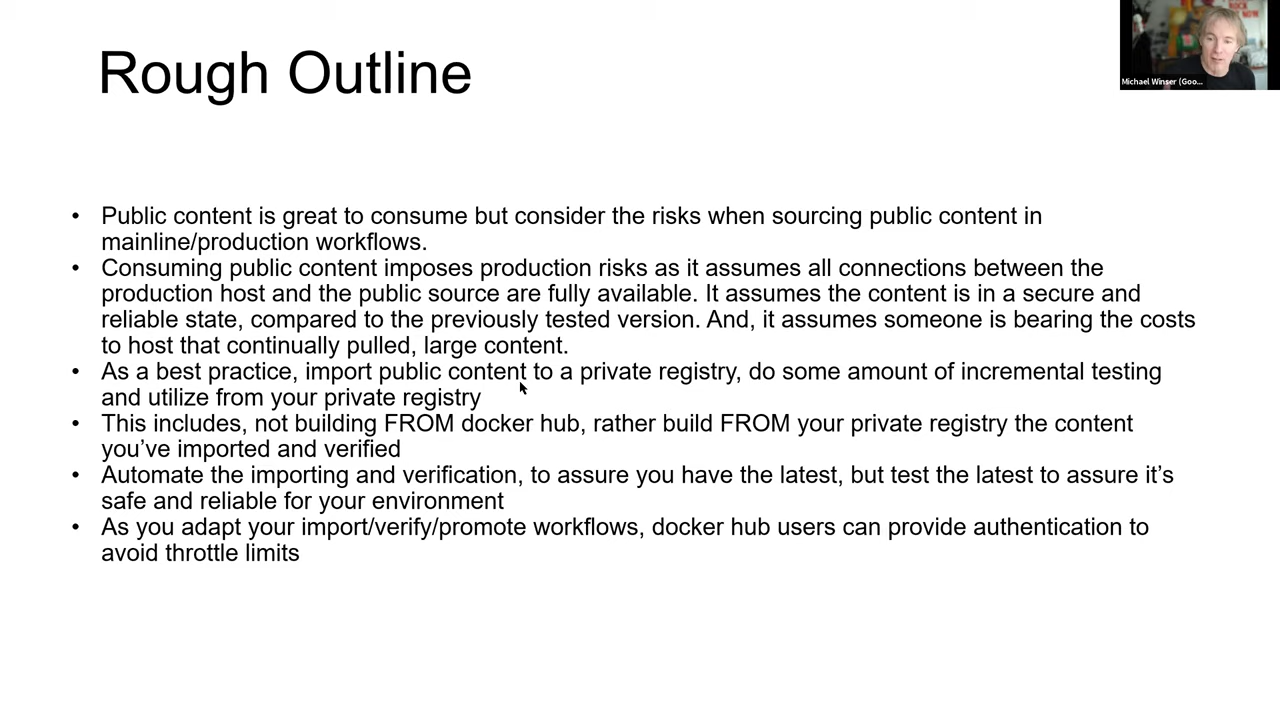 Rough Outline
Michael Winser (Goo...
• Public content is great to consume but consider the risks when sourcing public content in
mainline/production workflows.
• Consuming public content imposes production risks as it assumes all connections between the
production host and the public source are fully available. It assumes the content is in a secure and
reliable state, compared to the previously tested version. And, it assumes someone is bearing the costs
to host that continually pulled, large content.
• As a best practice, import public content to a private registry, do some amount of incremental testing
and utilize from your private registry
• This includes, not building FROM docker hub, rather build FROM your private registry the content
you’ve imported and verified
• Automate the importing and verification, to assure you have the latest, but test the latest to assure it’s
safe and reliable for your environment
• As you adapt your import/verify/promote workflows, docker hub users can provide authentication to
avoid throttle limits